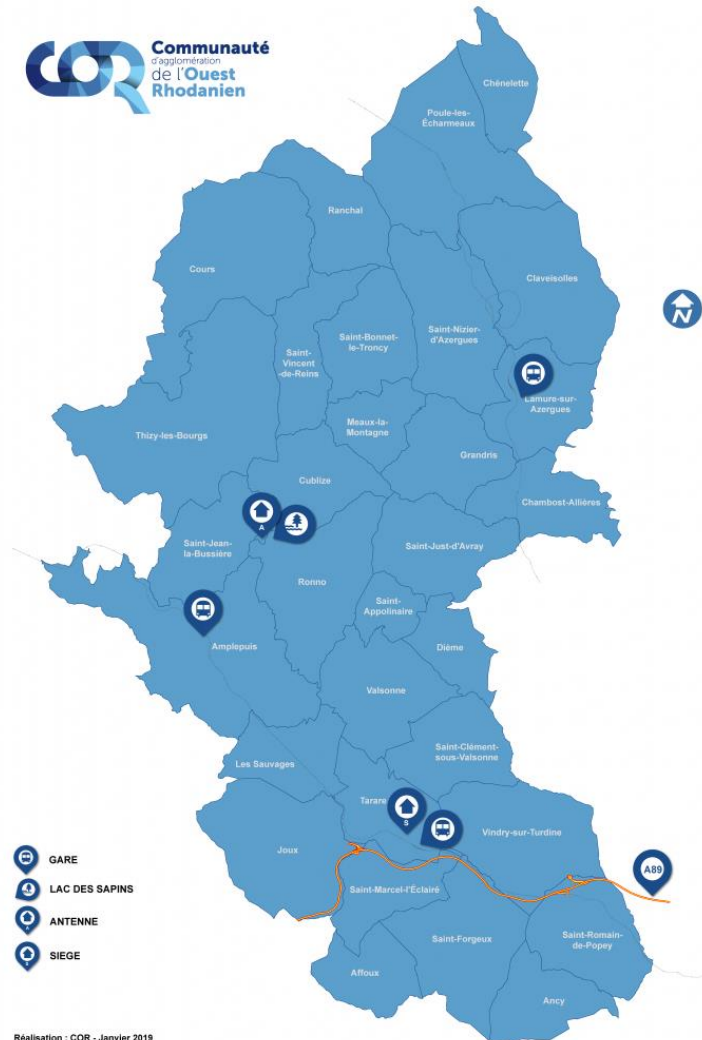 COR
Communauté
d'agglomération
de l'Ouest
Rhodanien
Chênelette
Poule-les-
Écharmeaux
Ranchal
Cours
Claveisolles
N
Saint-Nizier-
d'Azergues
Saint-Bonnet-
le-Troncy
Saint-
Vincent
-de-Reins
Lamure-sur-
Azergues
Meaux-la-
Montagne
Thizy-les-Bourgs
Grandris
Cublize
Chambost-Allières
A
Saint-Jean-
la-Bussière
Saint-Just-d'Avray
Ronno
Saint-
Appolinaire
Amplepuis
Dième
Valsonne
Saint-Clément-
sous-Valsonne
Les Sauvages
Tarare
S
Vindry-sur-Turdine
Joux
A89
Saint-Marcel-l'Éclairé
Saint-Forgeux
Saint-Romain-
de-Popey
Affoux
Ancy
GARE
LAC DES SAPINS
A
ANTENNE
S
SIEGE
Réalisation : COR - Janvier 2019